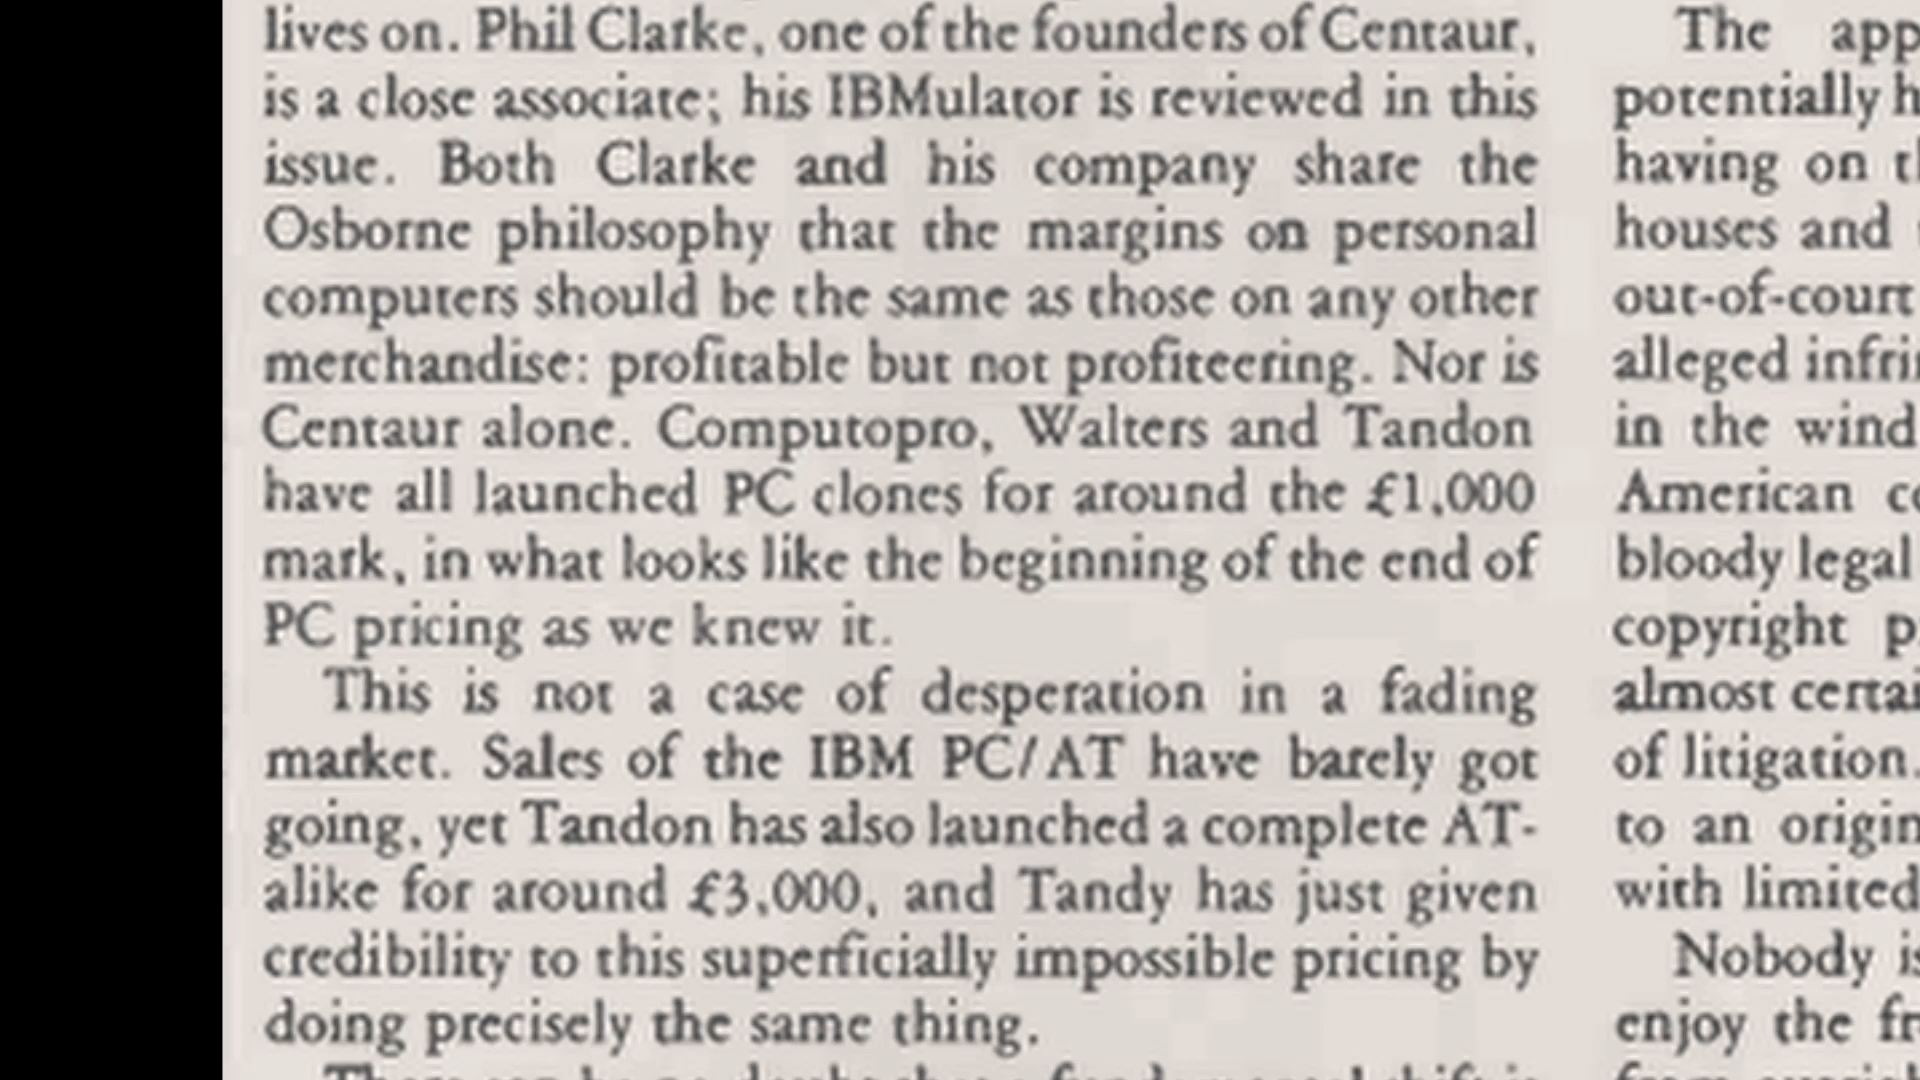 lives on. Phil Clarke, one of the founders of Centaur,
is a close associate; his IBMulator is reviewed in this
issue. Both Clarke and his company share the
Osborne philosophy that the margins on personal
computers should be the same as those on any other
merchandise: profitable but not profiteering. Nor is
Centaur alone. Computopro, Walters and Tandon
have all launched PC clones for around the £1,000
mark, in what looks like the beginning of the end of
PC pricing as we knew it.
This is not a case of desperation in a fading
market. Sales of the IBM PC/AT have barely got
going, yet Tandon has also launched a complete AT-
alike for around £3,000, and Tandy has just given
credibility to this superficially impossible pricing by
doing precisely the same thing.
The app
potentially h
having on th
houses and
out-of-court
alleged infri
in the wind
American co
bloody legal
copyright p
almost certai
of litigation.
to an origin
with limited
Nobody is
enjoy the fr